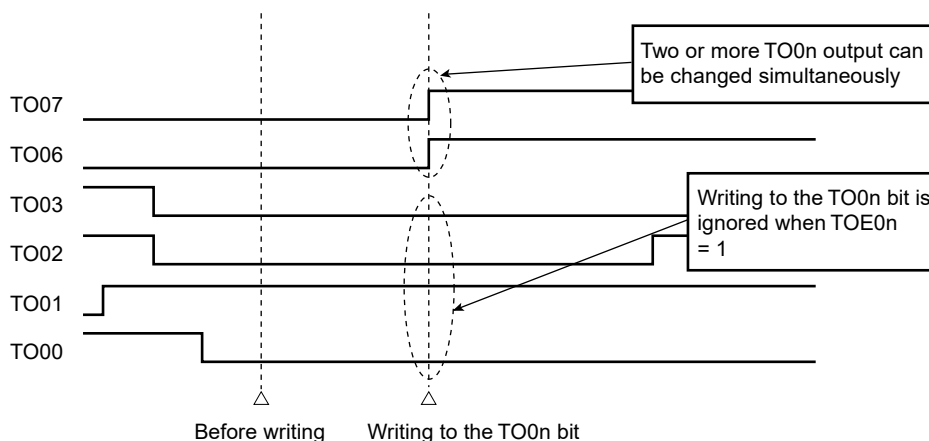 Two or more TO0n output can
be changed simultaneously
TO07
TO06
TO03
Writing to the TO0n bit is
ignored when TOE0n
= 1
TO02
TO01
TO00
Before writing
Writing to the TO0n bit